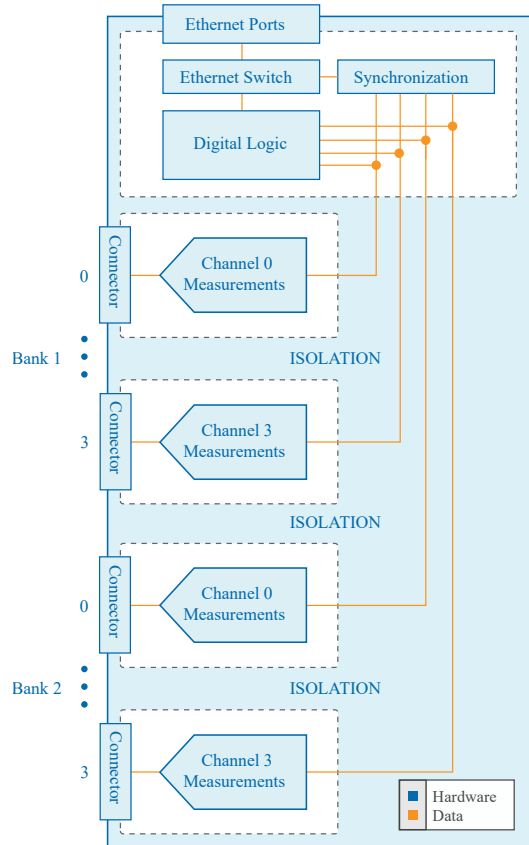 Ethernet Ports
Ethernet Switch
Synchronization
Digital Logic
Connector
0
Channel 0
Measurements
Bank 1
ISOLATION
Connector
3
Channel 3
Measurements
ISOLATION
Connector
0
Channel 0
Measurements
Bank 2
ISOLATION
Connector
3
Channel 3
Measurements
Hardware
Data